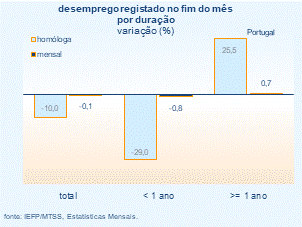 desemprego registado no fim do mês
por duração
variação (%)
Portugal
homóloga
mensal
25,5
0,7
-10,0
-0,1
-0,8
-29,0
total
< 1 ano
>= 1 ano
fonte: IEFP/MTSS, Estatísticas Mensais.